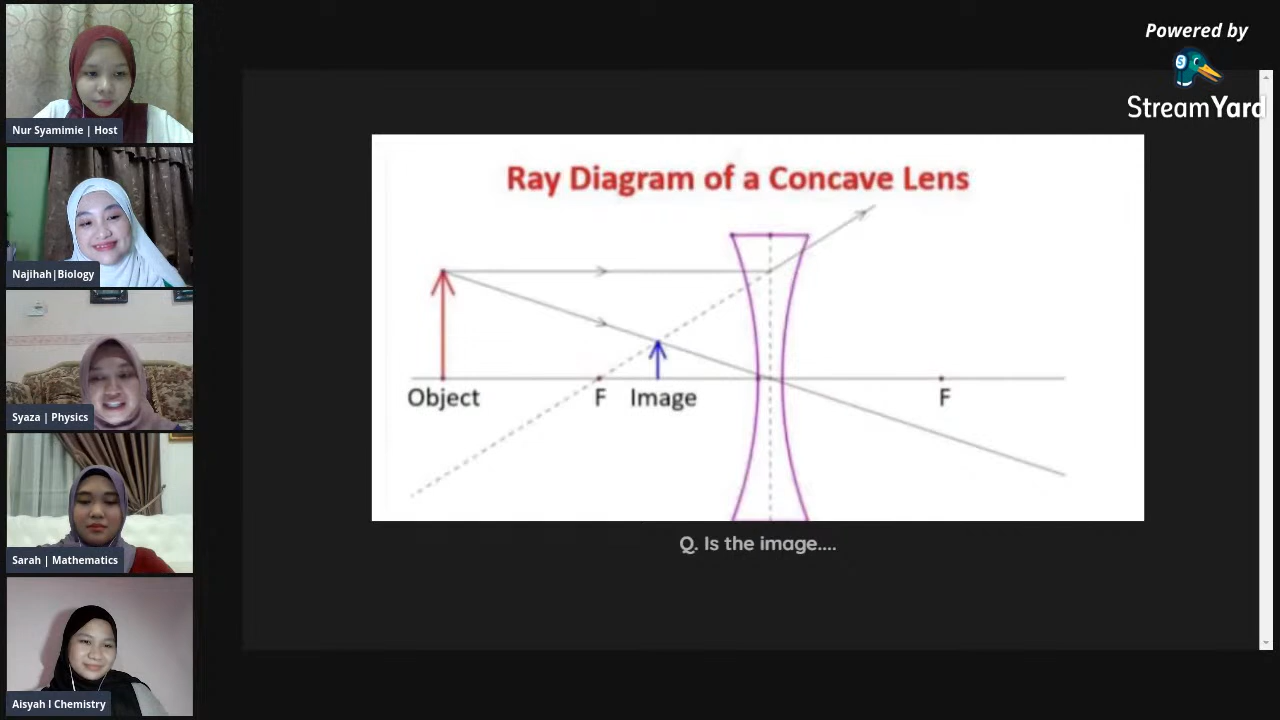 Nur Syamimie | Host
Najihah|Biology
Syaza | Physics
Sarah | Mathematics
Aisyah l Chemistry
Powered by
StreamYard
Ray Diagram of a Concave Lens
Object
F
Image
F
Q. Is the image....